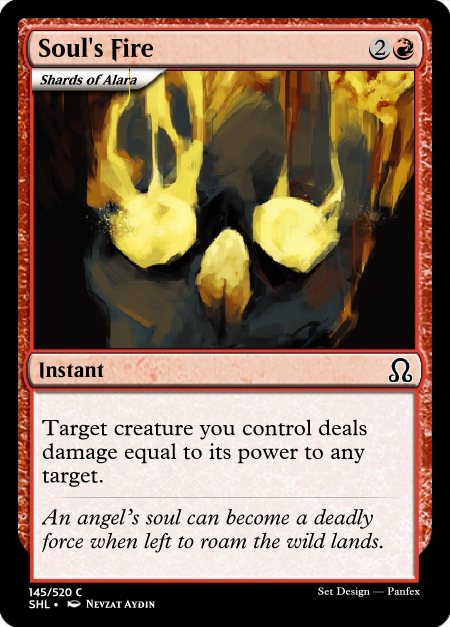 Soul's Fire 2
Shards of Alara
Instant
Target creature you control deals
damage equal to its power to any
target.
An angel's soul can become a deadly
force when left to roam the wild lands.
145/520 C
Set Design — Panfex
SHL • Nevzat Aydin